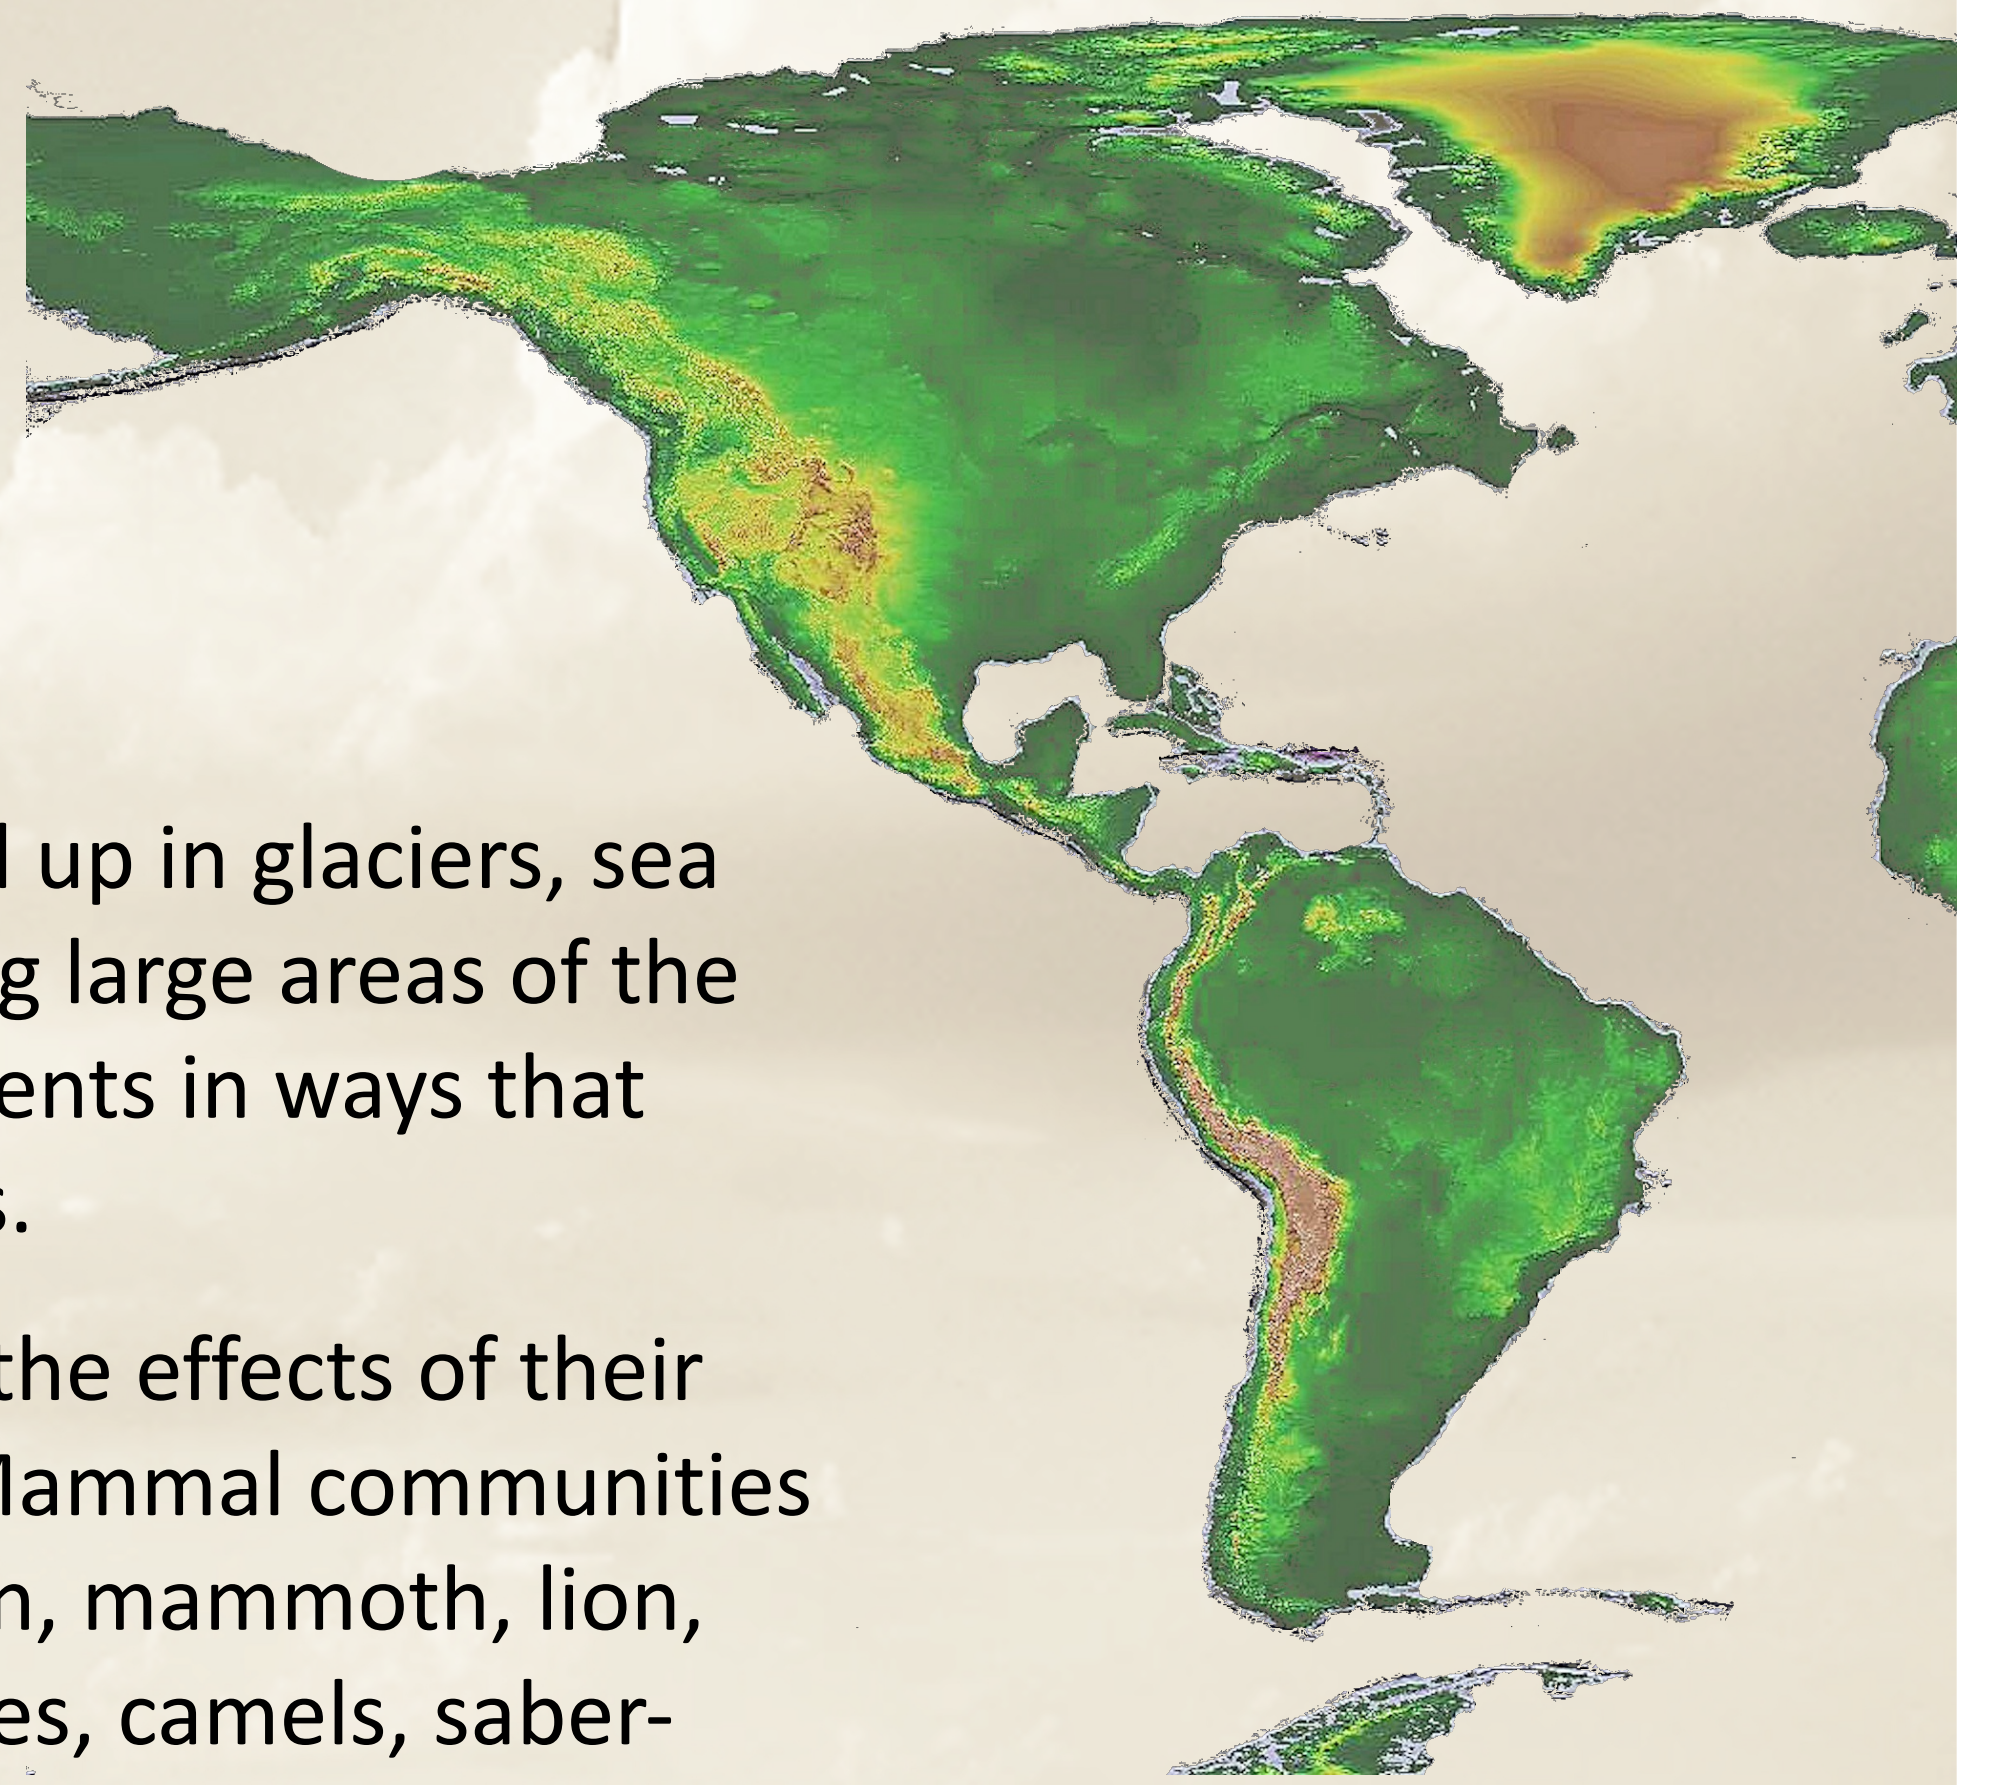 up in glaciers, sea
g large areas of the
ents in ways that
s.
the effects of their
ammal communities
n, mammoth, lion,
es, camels, saber-